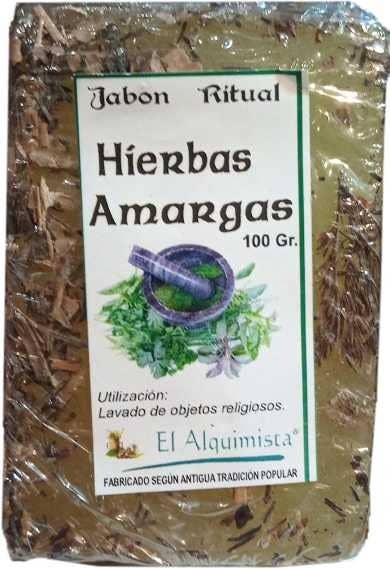 Jabon Ritual
Hierbas
Amargas
100 Gr.
Utilización:
Lavado de objetos religiosos.
El Alquimista®
FABRICADO SEGÚN ANTIGUA TRADICIÓN POPULAR